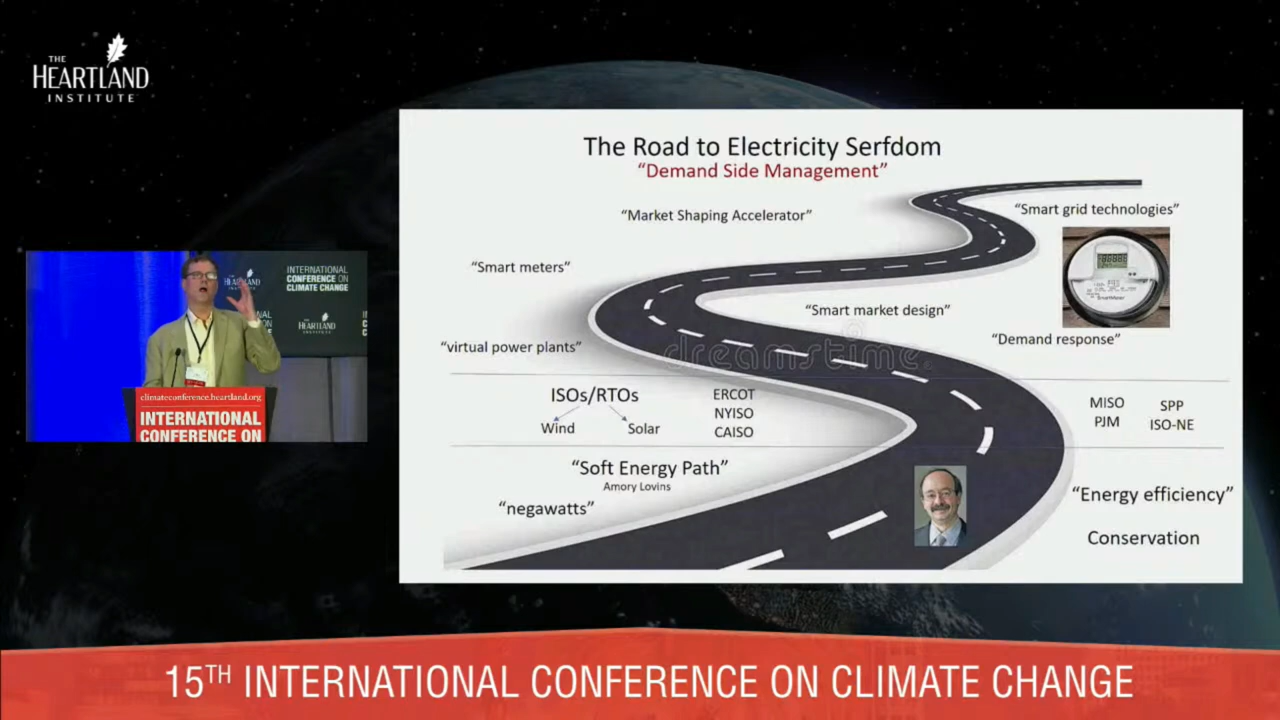 THE
HEARTLAND
INSTITUTE
The Road to Electricity Serfdom
“Demand Side Management”
“Market Shaping Accelerator”
“Smart grid technologies”
“Smart meters”
“Smart market design”
“Demand response”
“virtual power plants”
dreamstime.
ISOs/RTOs
Wind
Solar
ERCOT
NYISO
CAISO
MISO
PJM
SPP
ISO-NE
“Soft Energy Path”
Amory Lovins
“negawatts”
“Energy efficiency”
Conservation
SmartMeter
HEARTLAND
INTERNATIONAL
CONFERENCE ON
CLIMATE CHANGE
HEARTLAND
climateconference.heartland.org
INTERNATIONAL
CONFERENCE ON
15TH INTERNATIONAL CONFERENCE ON CLIMATE CHANGE